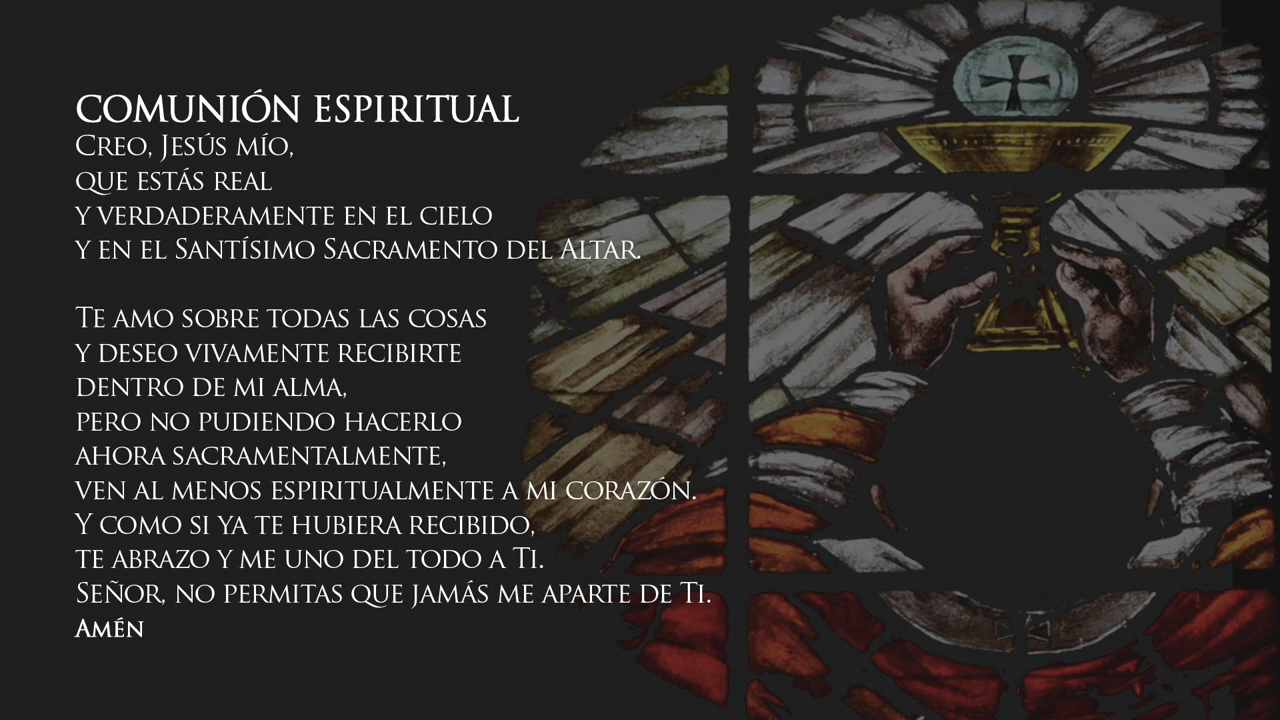 COMUNIÓN ESPIRITUAL
CREO, JESÚS MÍO,
QUE ESTÁS REAL
Y VERDADERAMENTE EN EL CIELO
Y EN EL SANTÍSIMO SACRAMENTO DEL ALTAR.
TE AMO SOBRE TODAS LAS COSAS
Y DESEO VIVAMENTE RECIBIRTE
DENTRO DE MI ALMA,
PERO NO PUDIENDO HACERLO
AHORA SACRAMENTALMENTE,
VEN AL MENOS ESPIRITUALMENTE A MI CORAZÓN.
Y COMO SI YA TE HUBIERA RECIBIDO,
TE ABRAZO Y ME UNO DEL TODO A TI.
SEÑOR, NO PERMITAS QUE JAMÁS ME APARTE DE TI.
AMÉN